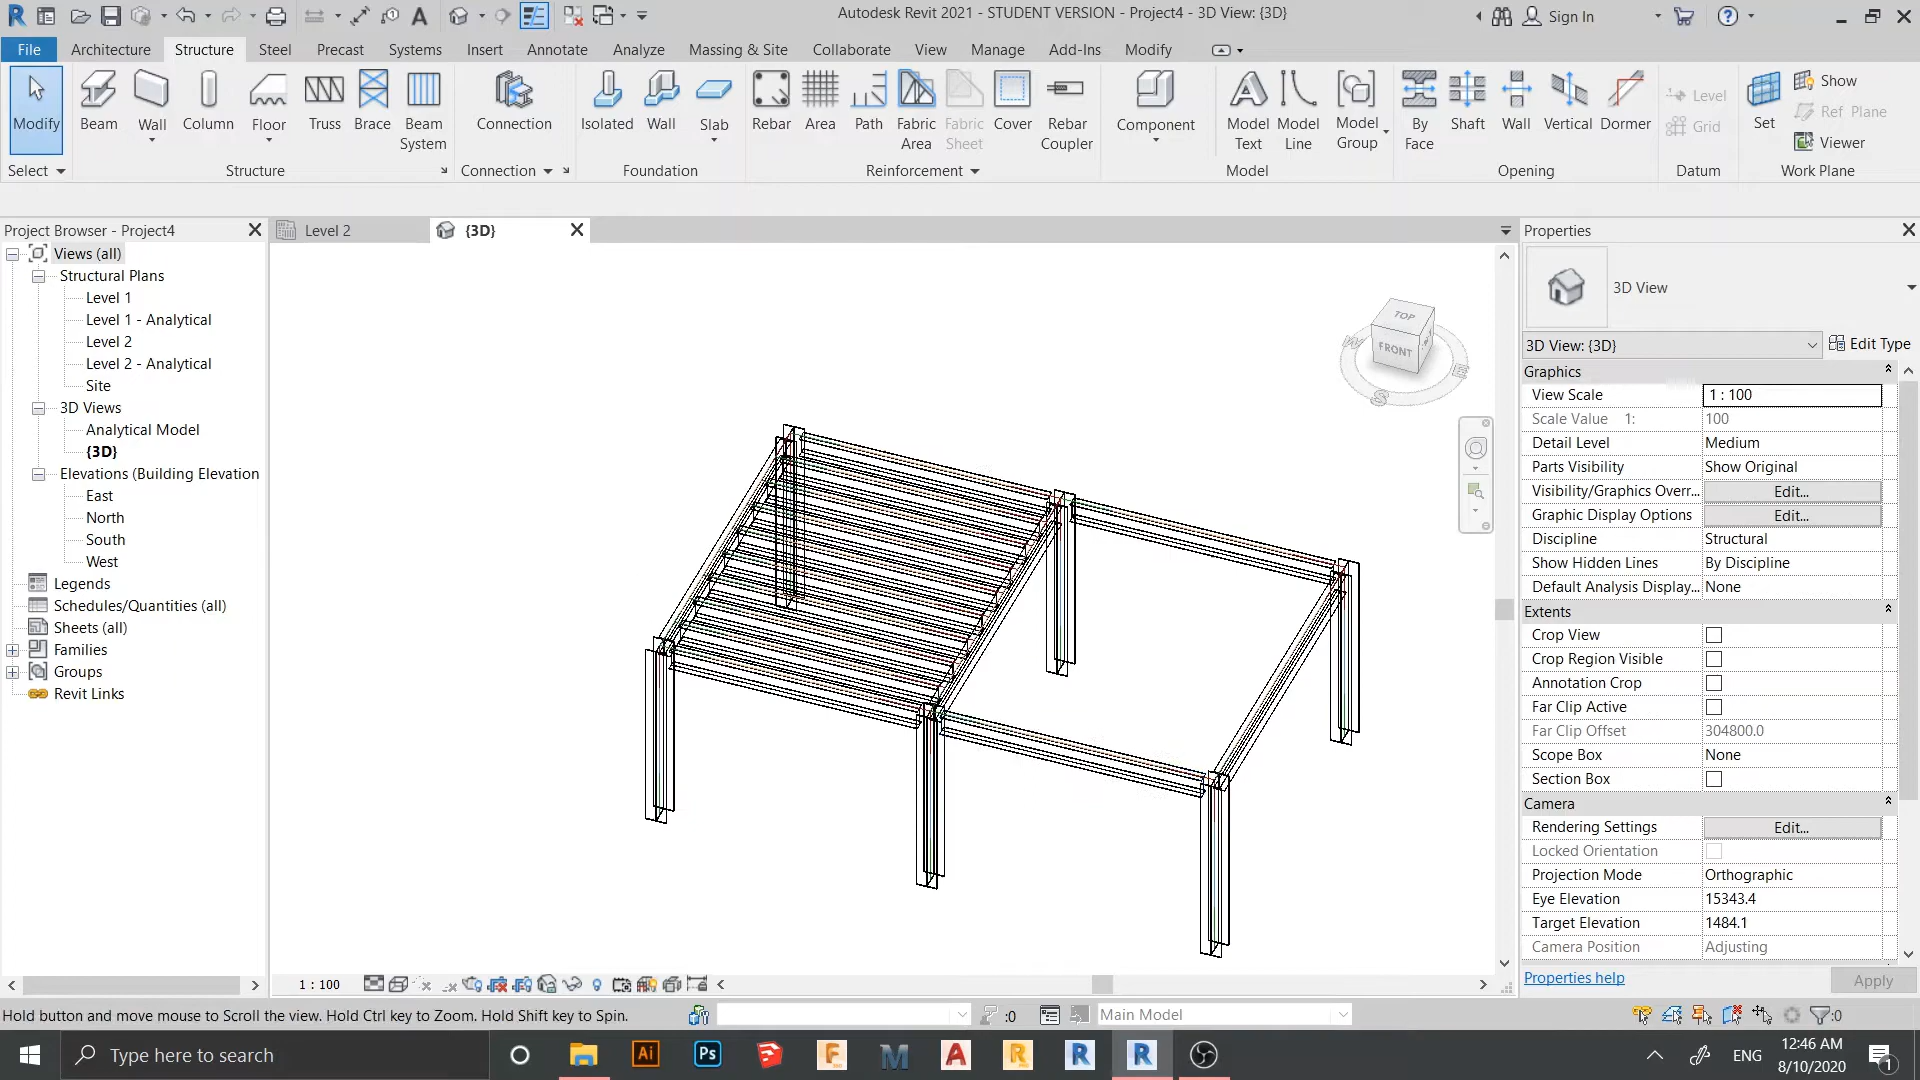 Autodesk Revit 2021 - STUDENT VERSION - Project4 - 3D View: {3D}
Sign In
File Architecture Structure Steel Precast Systems Insert Annotate Analyze Massing & Site Collaborate View Manage Add-Ins Modify
Modify Beam Wall Column Floor Truss Brace Beam System Connection Isolated Wall Slab Rebar Area Path Fabric Area Fabric Sheet Cover Rebar Coupler Component Model Text Model Line Model Group By Face Shaft Wall Vertical Dormer Level Grid Set Show Ref Plane Viewer
Select Structure Connection Foundation Reinforcement Model Opening Datum Work Plane
Project Browser - Project4
Views (all)
Structural Plans
Level 1
Level 1 - Analytical
Level 2
Level 2 - Analytical
Site
3D Views
Analytical Model
{3D}
Elevations (Building Elevation
East
North
South
West
Legends
Schedules/Quantities (all)
Sheets (all)
Families
Groups
Revit Links
Level 2
{3D}
TOP
FRONT
W
S
E
Properties
3D View
3D View: {3D}
Edit Type
Graphics
View Scale 1 : 100
Scale Value 1: 100
Detail Level Medium
Parts Visibility Show Original
Visibility/Graphics Overr... Edit...
Graphic Display Options Edit...
Discipline Structural
Show Hidden Lines By Discipline
Default Analysis Display... None
Extents
Crop View
Crop Region Visible
Annotation Crop
Far Clip Active
Far Clip Offset 304800.0
Scope Box None
Section Box
Camera
Rendering Settings Edit...
Locked Orientation
Projection Mode Orthographic
Eye Elevation 15343.4
Target Elevation 1484.1
Camera Position Adjusting
Properties help
Apply
1 : 100
Hold button and move mouse to Scroll the view. Hold Ctrl key to Zoom. Hold Shift key to Spin.
:0
Main Model
:0
Type here to search
Ai
Ps
ENG
12:46 AM
8/10/2020
1